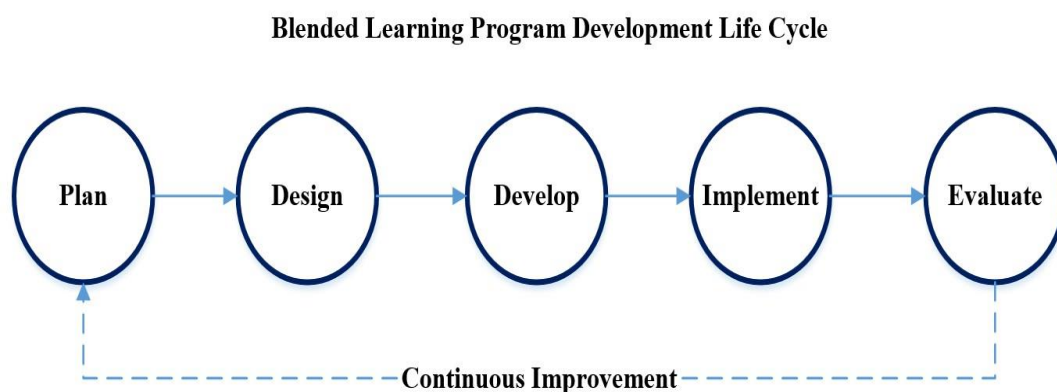 Blended Learning Program Development Life Cycle
Plan
Design
Develop
Implement
Evaluate
Continuous Improvement